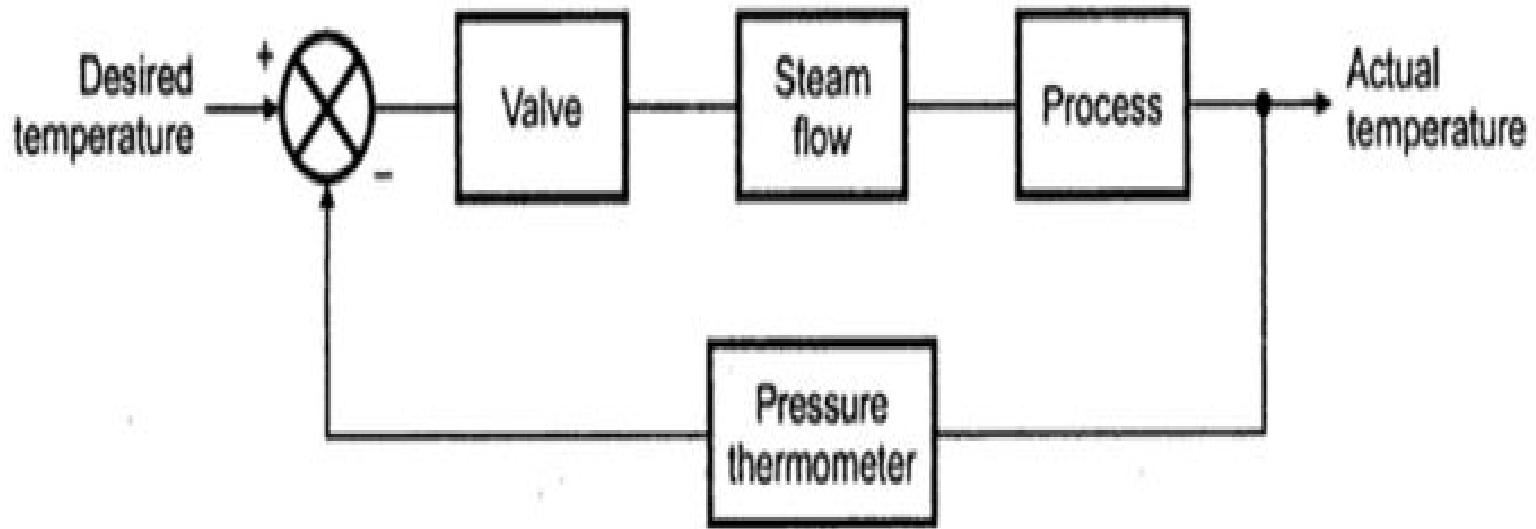 Desired
temperature
+
−
Valve
Steam
flow
Process
Actual
temperature
Pressure
thermometer